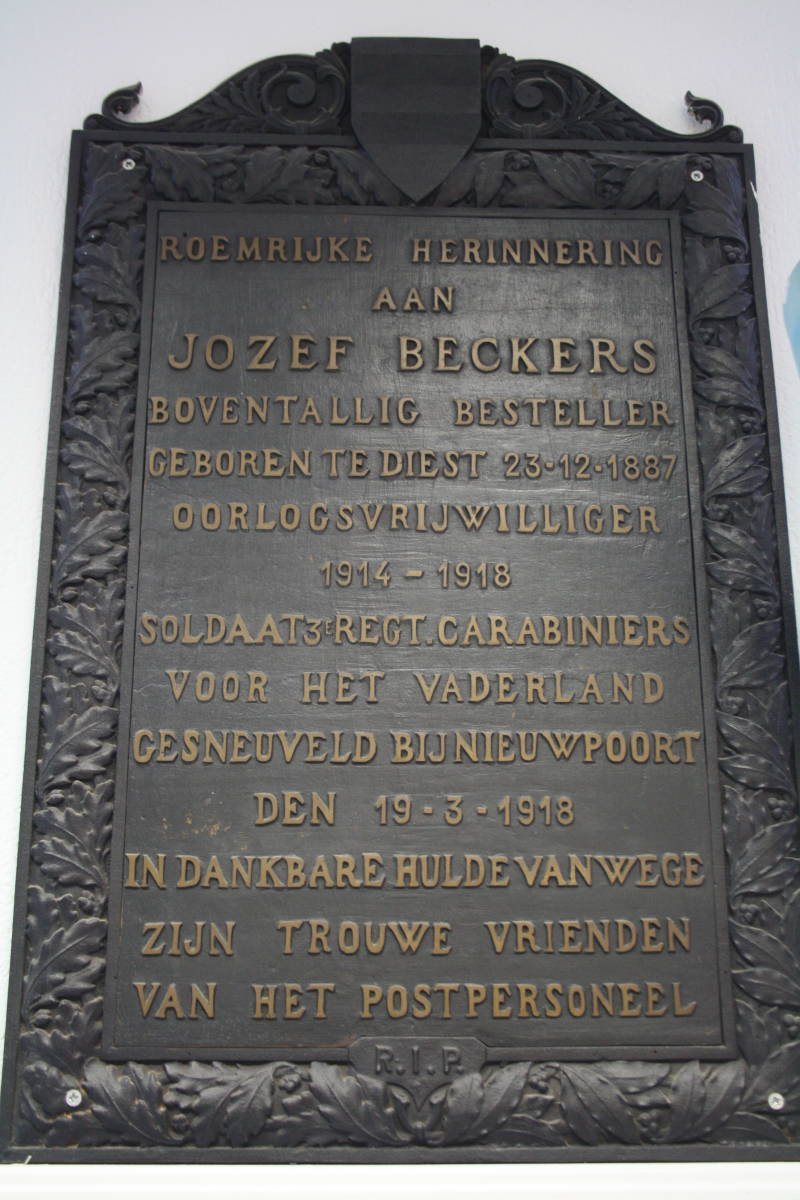 ROEMRIJKE HERINNERING
AAN
JOZEF BECKERS
BOVENTALLIG BESTELLER
GEBOREN TE DIEST 23-12-1887
OORLOGSVRIJWILLIGER
1914 - 1918
SOLDAAT 3E REGT. CARABINIERS
VOOR HET VADERLAND
GESNEUVELD BIJ NIEUWPOORT
DEN 19-3-1918
IN DANKBARE HULDE VANWEGE
ZIJN TROUWE VRIENDEN
VAN HET POSTPERSONEEL
R.I.P.